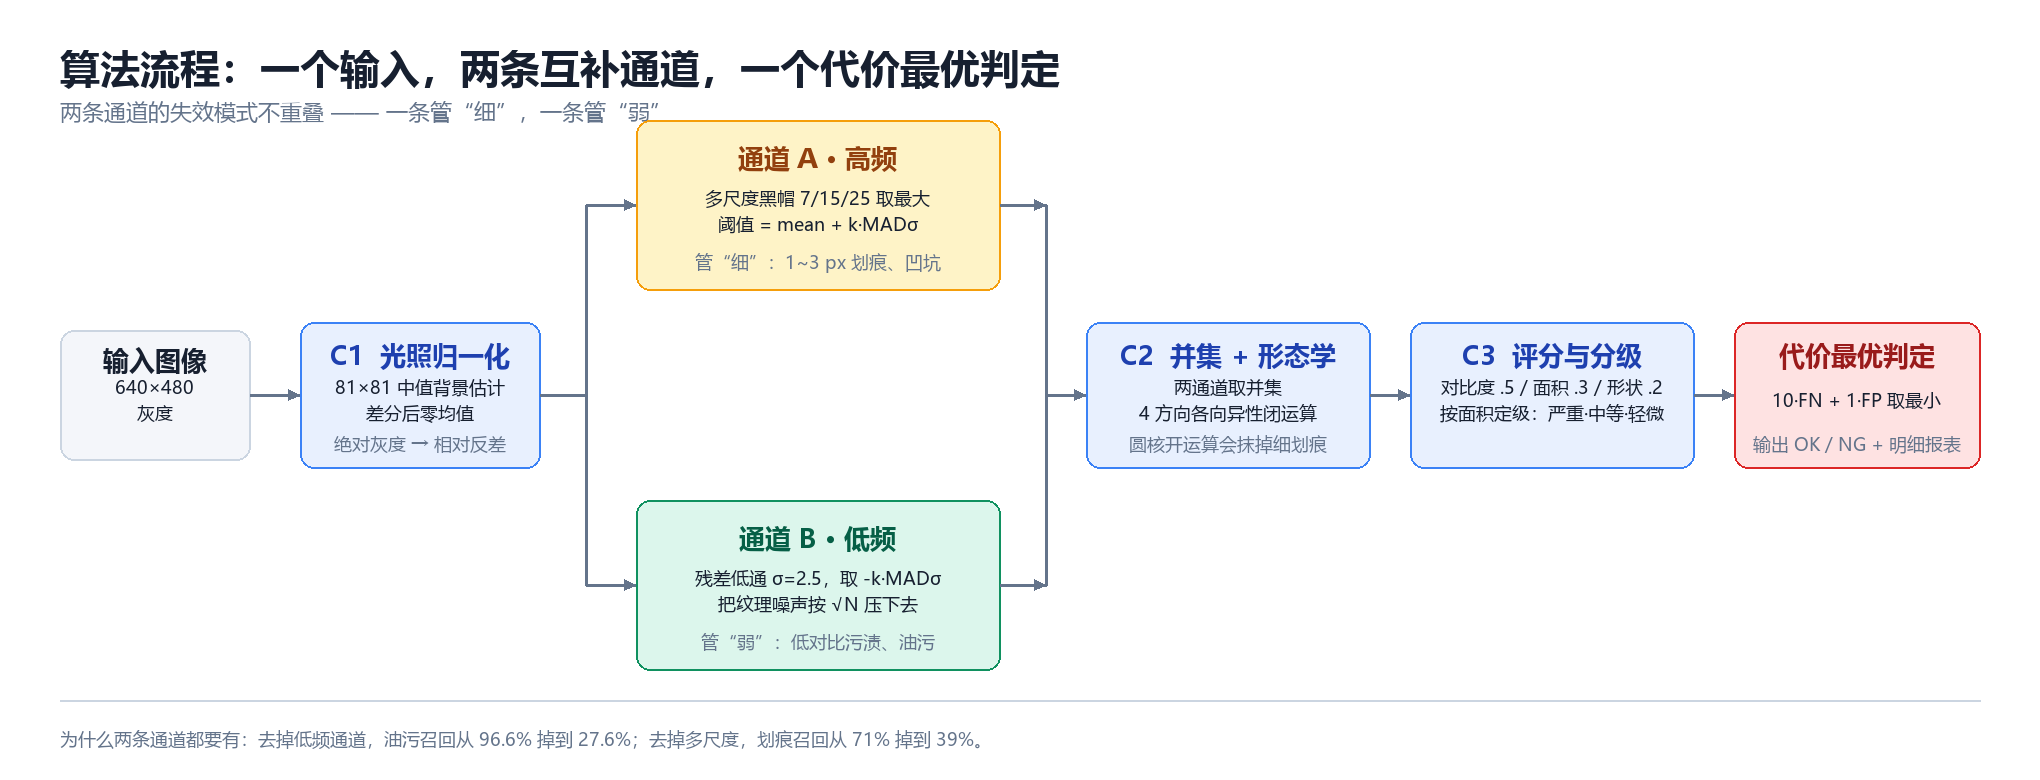 算法流程：一个输入，两条互补通道，一个代价最优判定
两条通道的失效模式不重叠 —— 一条管“细”，一条管“弱”
通道 A · 高频
多尺度黑帽 7/15/25 取最大
阈值 = mean + k·MADσ
管“细”：1~3 px 划痕、凹坑
输入图像
640×480
灰度
C1 光照归一化
81×81 中值背景估计
差分后零均值
绝对灰度 → 相对反差
C2 并集 + 形态学
两通道取并集
4 方向各向异性闭运算
圆核开运算会抹掉细划痕
C3 评分与分级
对比度 .5 / 面积 .3 / 形状 .2
按面积定级：严重·中等·轻微
代价最优判定
10·FN + 1·FP 取最小
输出 OK / NG + 明细报表
通道 B · 低频
残差低通 σ=2.5，取 -k·MADσ
把纹理噪声按 √N 压下去
管“弱”：低对比污渍、油污
为什么两条通道都要有：去掉低频通道，油污召回从 96.6% 掉到 27.6%；去掉多尺度，划痕召回从 71% 掉到 39%。